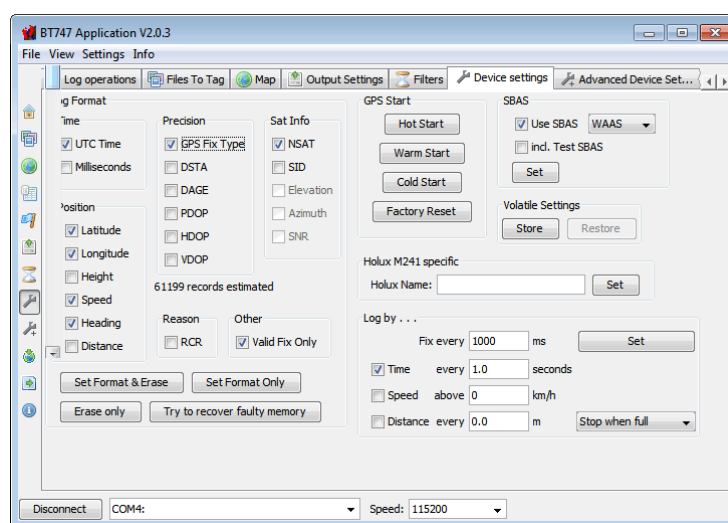 BT747 Application V2.0.3
File View Settings Info
Log operations Files To Tag Map Output Settings Filters Device settings Advanced Device Set...
g Format
ime
UTC Time
Milliseconds
Position
Latitude
Longitude
Height
Speed
Heading
Distance
Precision
GPS Fix Type
DSTA
DAGE
PDOP
HDOP
VDOP
Sat Info
NSAT
SID
Elevation
Azimuth
SNR
61199 records estimated
Reason
RCR
Other
Valid Fix Only
Set Format & Erase Set Format Only
Erase only Try to recover faulty memory
GPS Start
Hot Start
Warm Start
Cold Start
Factory Reset
SBAS
Use SBAS WAAS
incl. Test SBAS
Set
Volatile Settings
Store Restore
Holux M241 specific
Holux Name: Set
Log by . . .
Fix every 1000 ms Set
Time every 1.0 seconds
Speed above 0 km/h
Distance every 0.0 m Stop when full
Disconnect COM4: Speed: 115200